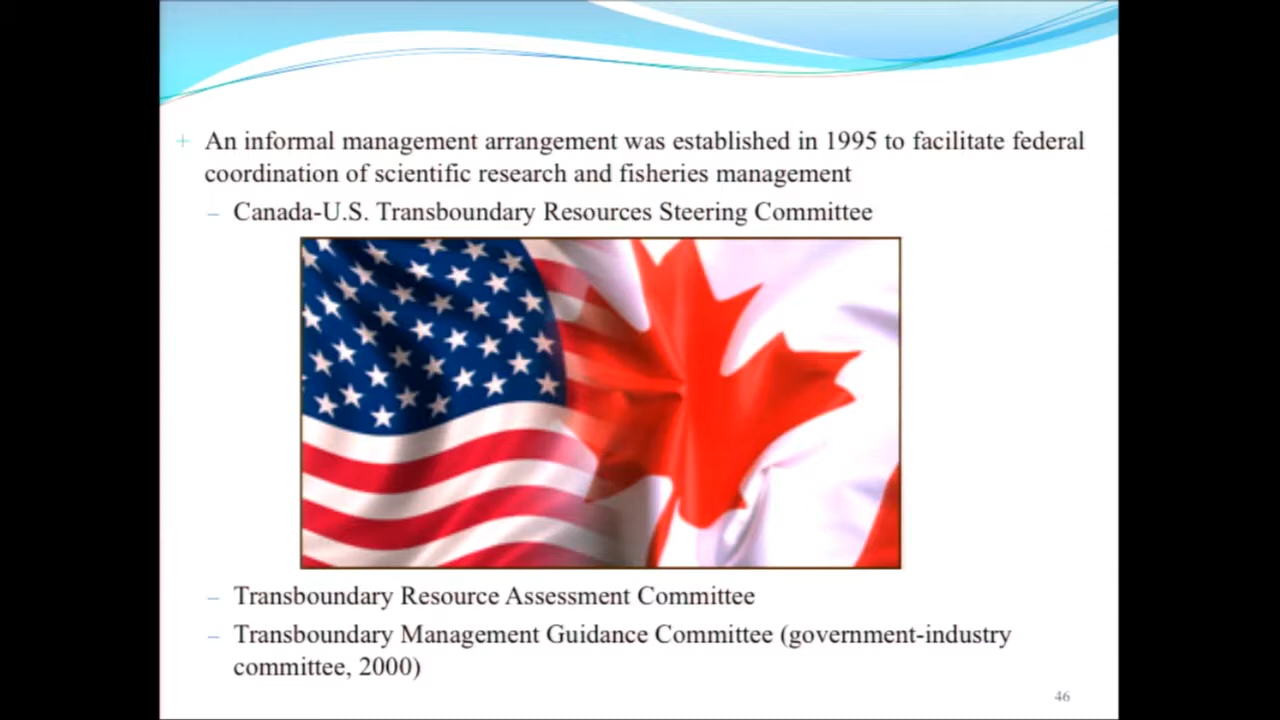 An informal management arrangement was established in 1995 to facilitate federal
coordination of scientific research and fisheries management
– Canada-U.S. Transboundary Resources Steering Committee
– Transboundary Resource Assessment Committee
– Transboundary Management Guidance Committee (government-industry
committee, 2000)
46